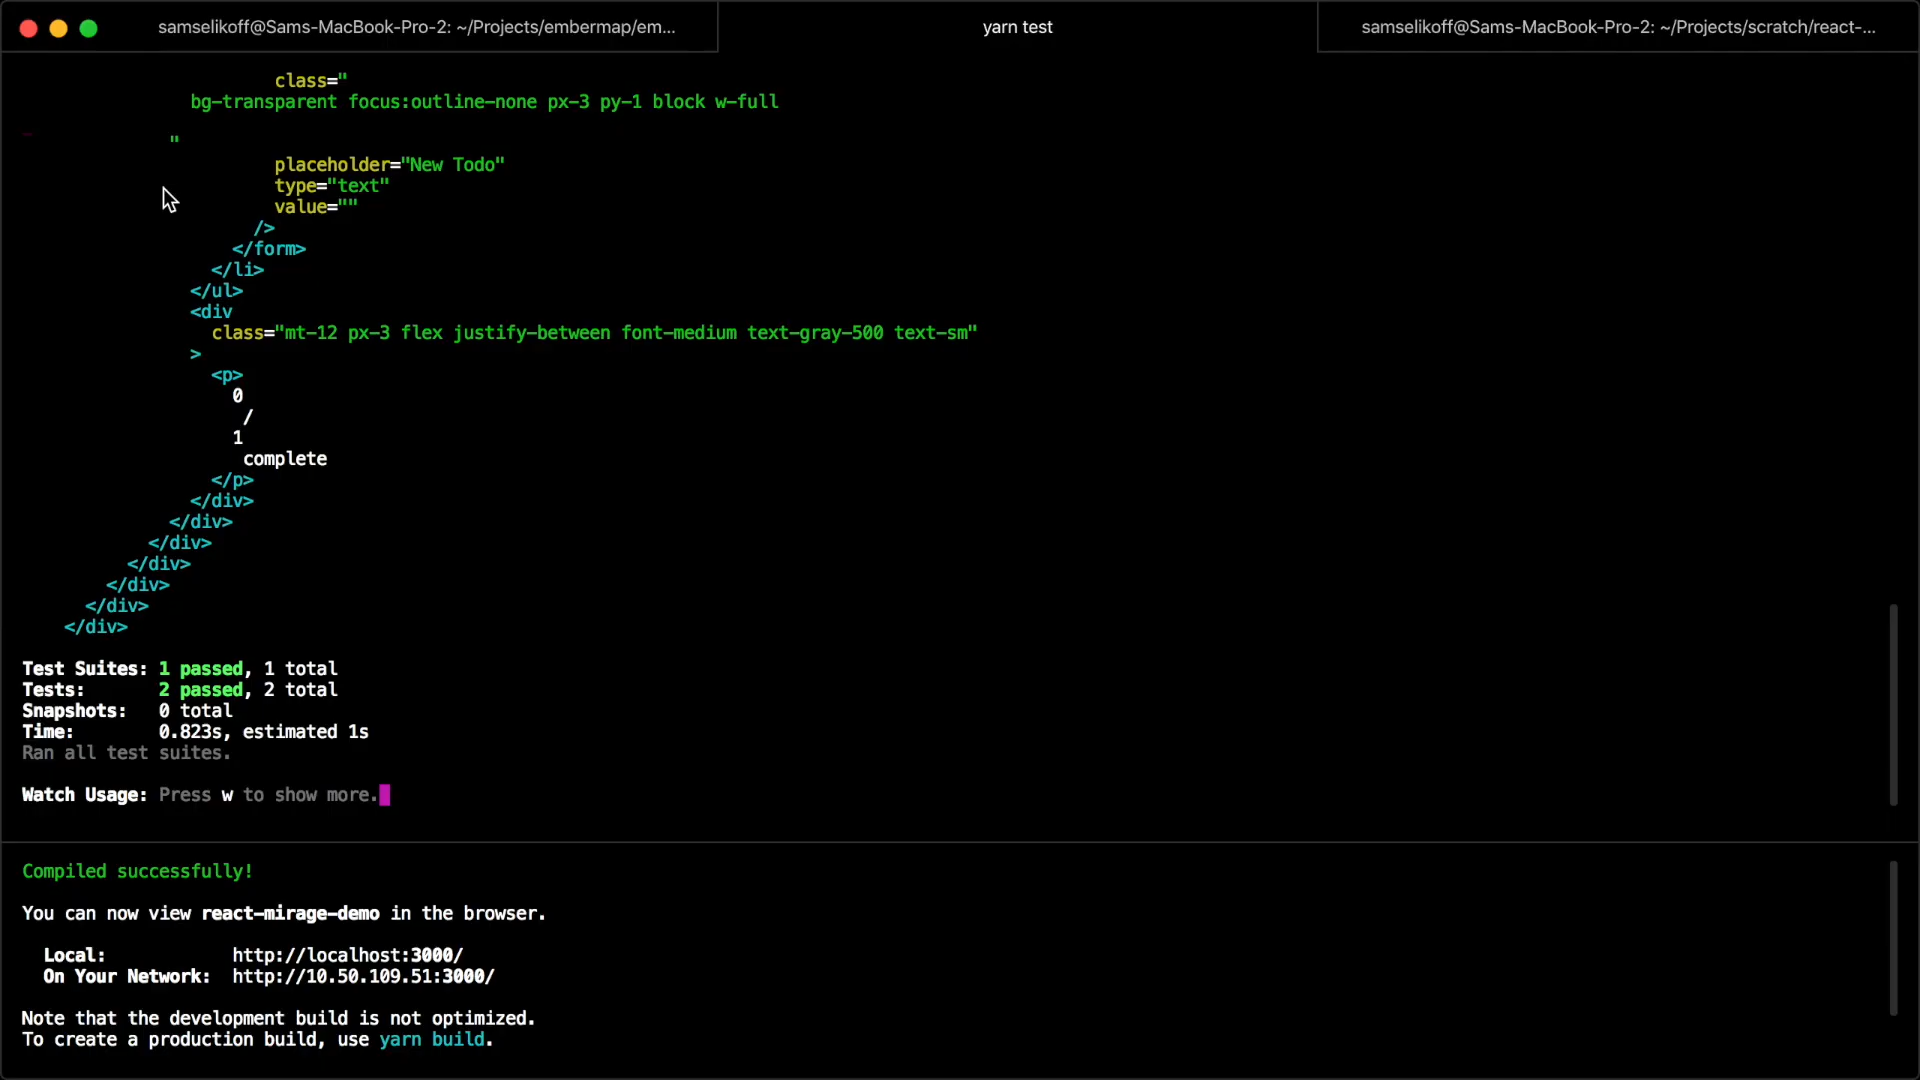 samselikoff@Sams-MacBook-Pro-2: ~/Projects/embermap/em...
yarn test
samselikoff@Sams-MacBook-Pro-2: ~/Projects/scratch/react-...
class="
bg-transparent focus:outline-none px-3 py-1 block w-full
"
placeholder="New Todo"
type="text"
value=""
/>
</form>
</li>
</ul>
<div
class="mt-12 px-3 flex justify-between font-medium text-gray-500 text-sm"
>
<p>
0
/
1
complete
</p>
</div>
</div>
</div>
</div>
</div>
</div>
</div>
Test Suites: 1 passed, 1 total
Tests: 2 passed, 2 total
Snapshots: 0 total
Time: 0.823s, estimated 1s
Ran all test suites.
Watch Usage: Press w to show more.
Compiled successfully!
You can now view react-mirage-demo in the browser.
Local: http://localhost:3000/
On Your Network: http://10.50.109.51:3000/
Note that the development build is not optimized.
To create a production build, use yarn build.